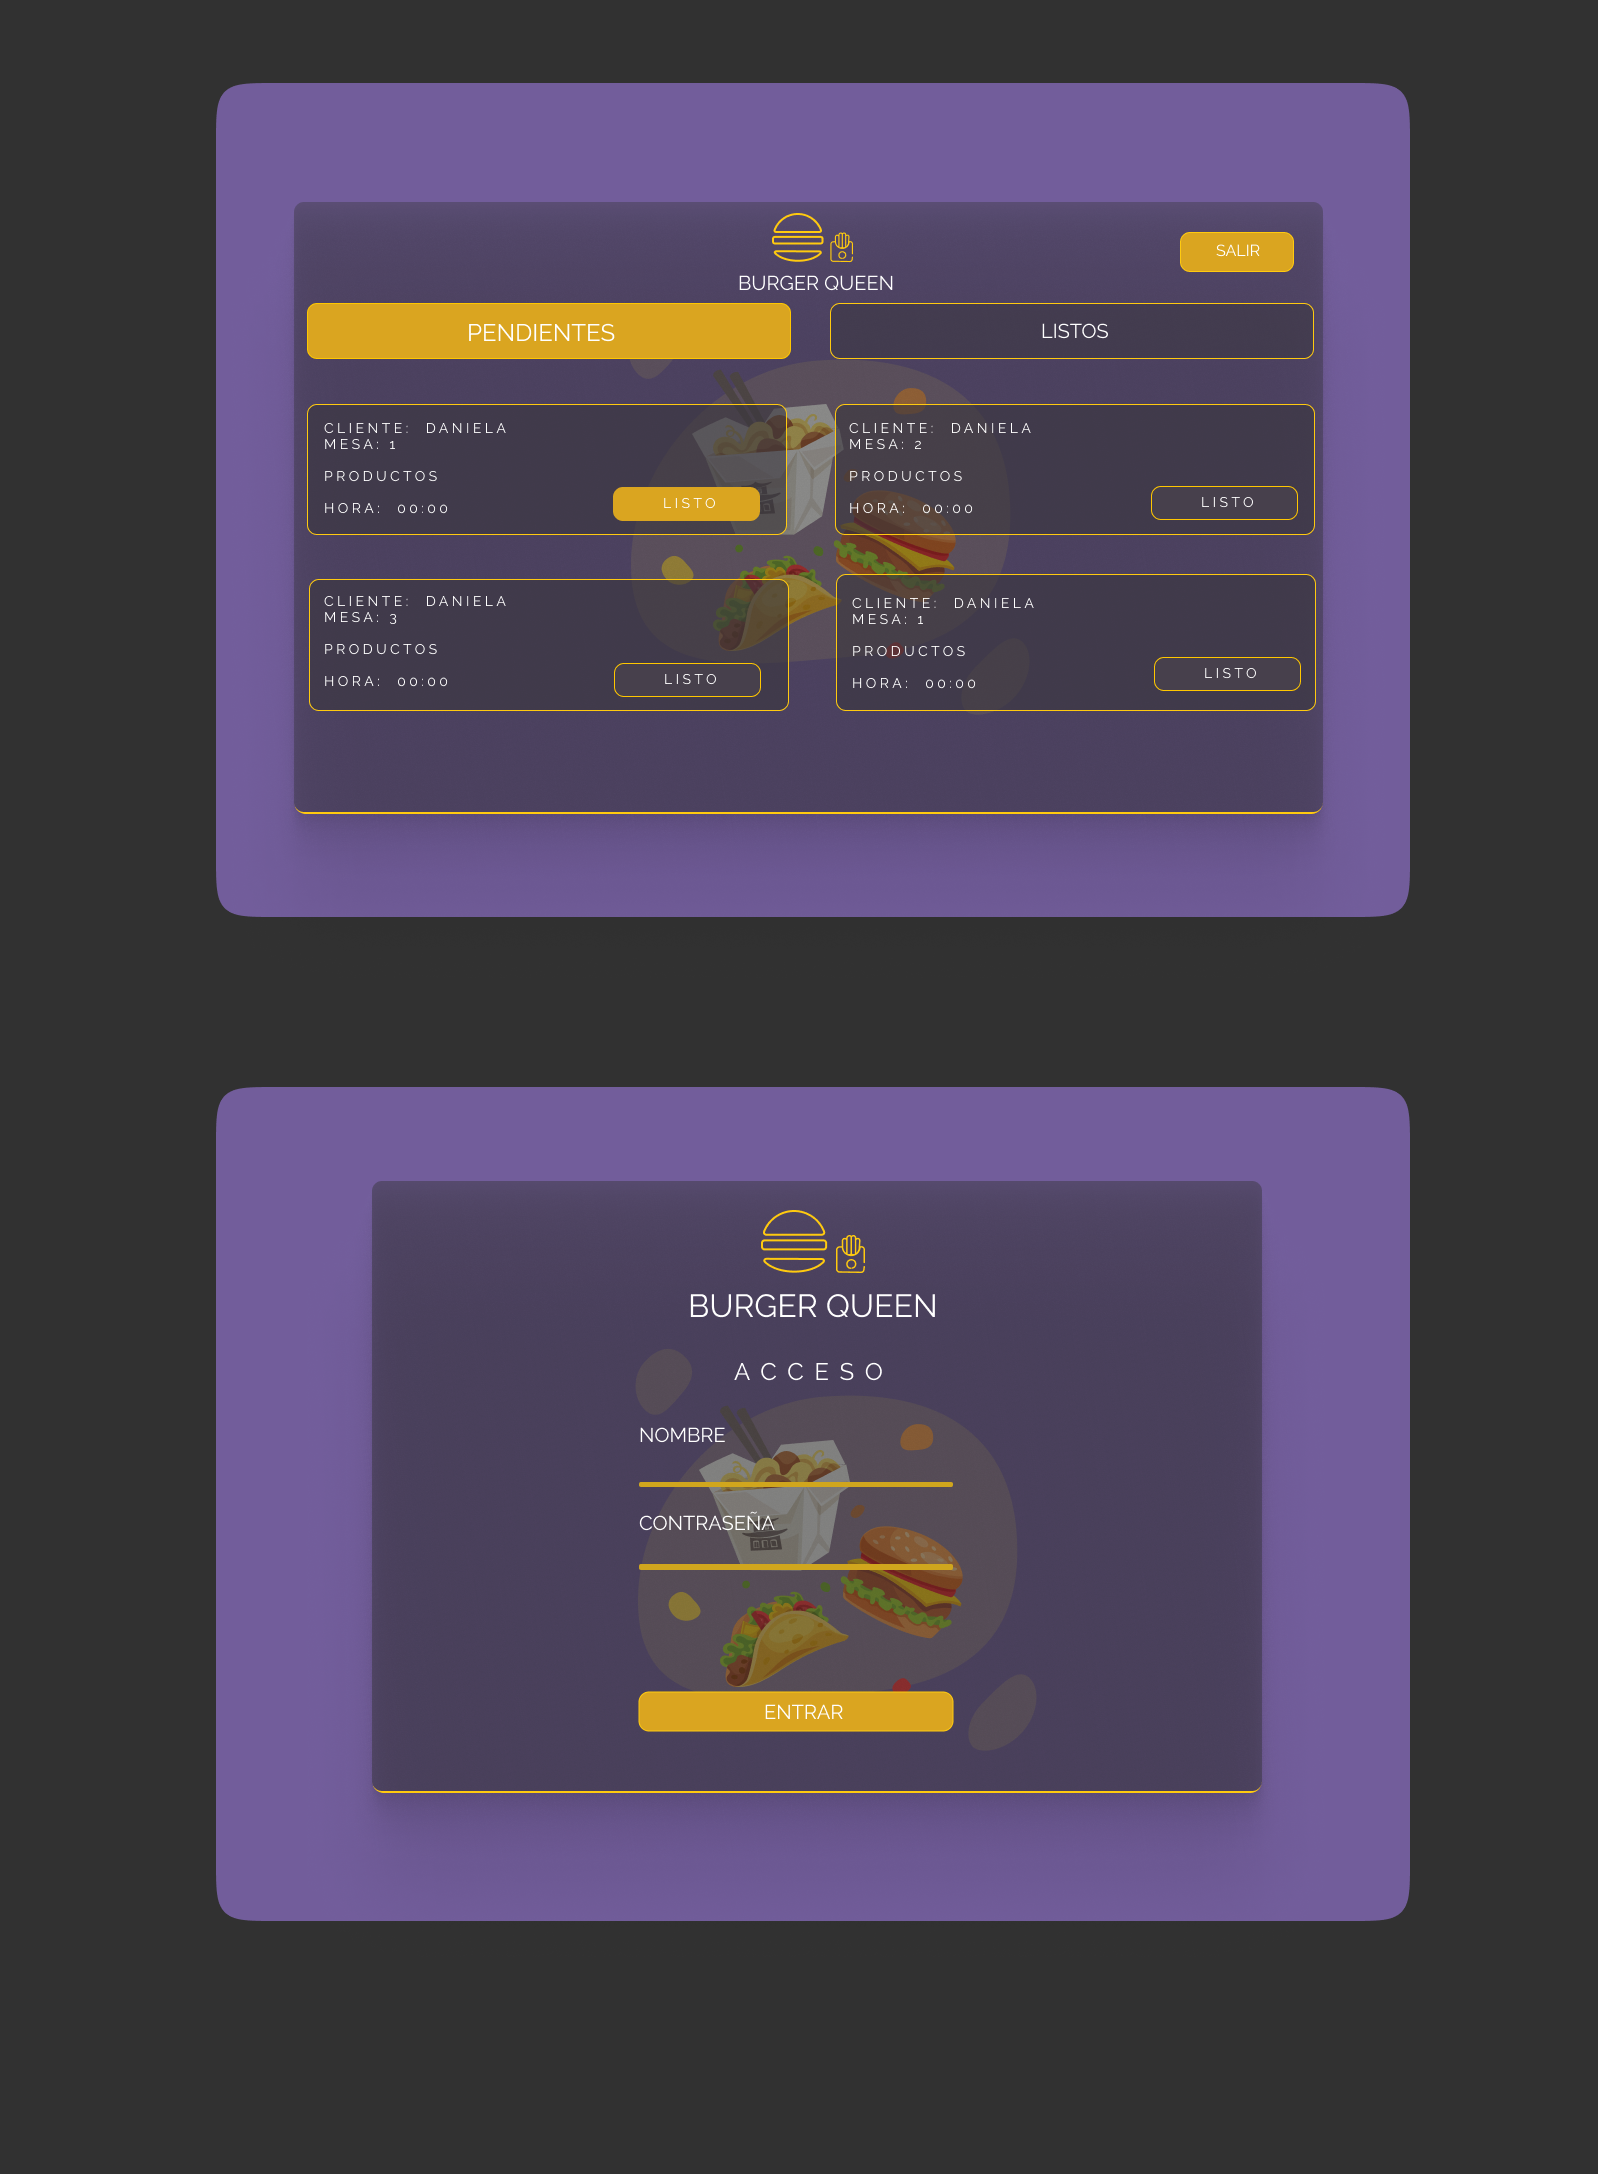 BURGER QUEEN
SALIR
PENDIENTES
LISTOS
CLIENTE: DANIELA
MESA: 1
PRODUCTOS
HORA: 00:00
LISTO
CLIENTE: DANIELA
MESA: 2
PRODUCTOS
HORA: 00:00
LISTO
CLIENTE: DANIELA
MESA: 3
PRODUCTOS
HORA: 00:00
LISTO
CLIENTE: DANIELA
MESA: 1
PRODUCTOS
HORA: 00:00
LISTO
BURGER QUEEN
ACCESO
NOMBRE
CONTRASEÑA
ENTRAR